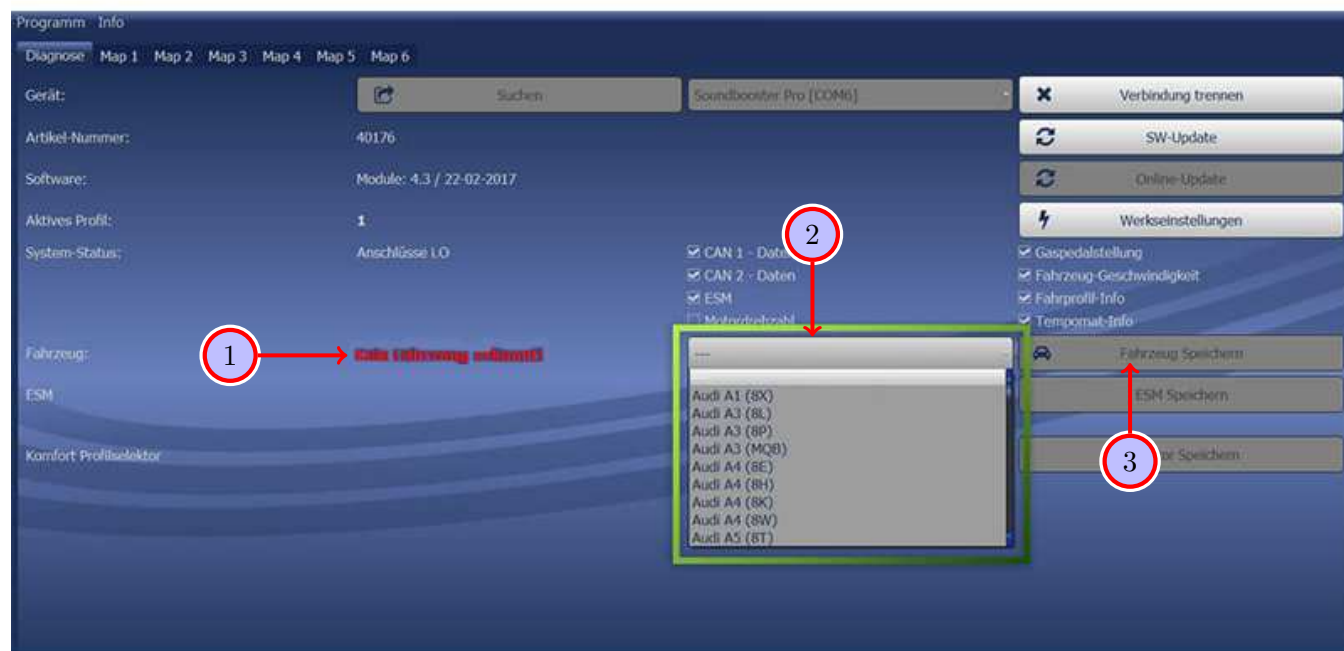 Programm Info
Diagnose Map 1 Map 2 Map 3 Map 4 Map 5 Map 6
Gerät: Suchen Soundbooster Pro [COM6] Verbindung trennen
Artikel-Nummer: 40176 SW-Update
Software: Module: 4.3 / 22-02-2017 Online-Update
Aktives Profil: 1 Werkseinstellungen
2
System-Status: Anschlüsse I.O CAN 1 - Daten Gaspedalstellung
CAN 2 - Daten Fahrzeug-Geschwindigkeit
ESM Fahrprofil-Info
Motordrehzahl Tempomat-Info
Fahrzeug: 1 Kein Fahrzeug erkannt! --- Fahrzeug Speichern
ESM ESM Speichern
Audi A1 (8X)
Audi A3 (8L)
Audi A3 (8P)
Komfort Profilselektor Audi A3 (MQB) 3 Speichern
Audi A4 (8E)
Audi A4 (8H)
Audi A4 (8K)
Audi A4 (8W)
Audi A5 (8T)